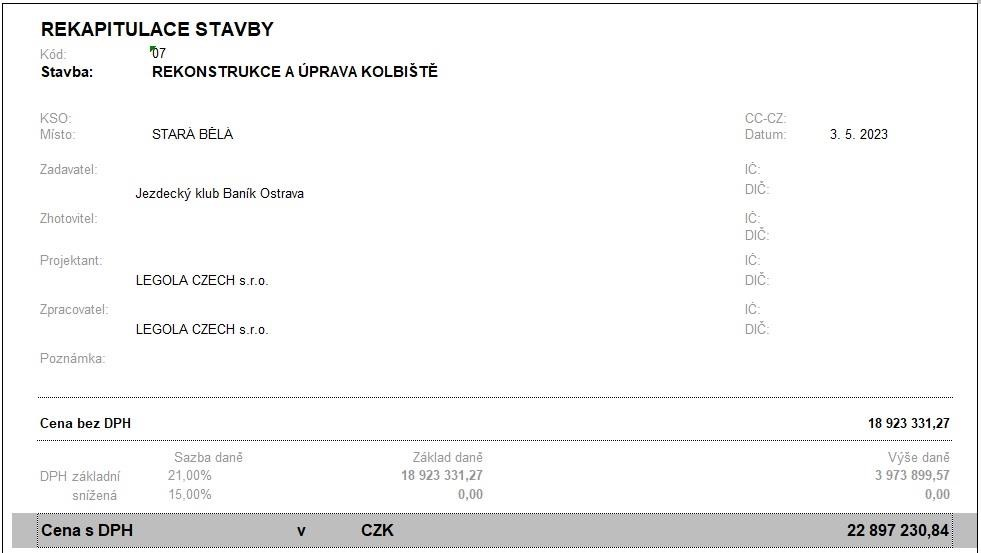 REKAPITULACE STAVBY
Kód: 07
Stavba: REKONSTRUKCE A ÚPRAVA KOLBIŠTĚ
KSO: CC-CZ:
Místo: STARÁ BĚLÁ Datum: 3. 5. 2023
Zadavatel: IČ:
Jezdecký klub Baník Ostrava DIČ:
Zhotovitel: IČ:
DIČ:
Projektant: IČ:
LEGOLA CZECH s.r.o. DIČ:
Zpracovatel: IČ:
LEGOLA CZECH s.r.o. DIČ:
Poznámka:
Cena bez DPH 18 923 331,27
Sazba daně Základ daně Výše daně
DPH základní 21,00% 18 923 331,27 3 973 899,57
snížená 15,00% 0,00 0,00
Cena s DPH v CZK 22 897 230,84